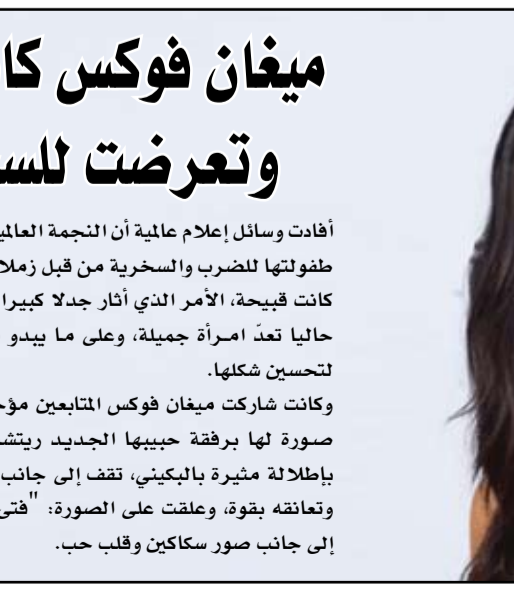 ميغان فوكس كا
وتعرضت للس
أفادت وسائل إعلام عالمية أن النجمة العالمي
طفولتها للضرب والسخرية من قبل زملا
كانت قبيحة، الأمر الذي أثار جدلا كبيرا
حاليا تعدّ امـرأة جميلة، وعلى ما يبدو
لتحسين شكلها.
وكانت شاركت ميغان فوكس المتابعين مؤخ
صورة لها برفقة حبيبها الجديد ريتش
بإطلالة مثيرة بالبكيني، تقف إلى جانب
وتعانقه بقوة، وعلقت على الصورة: "فتى
إلى جانب صور سكاكين وقلب حب.